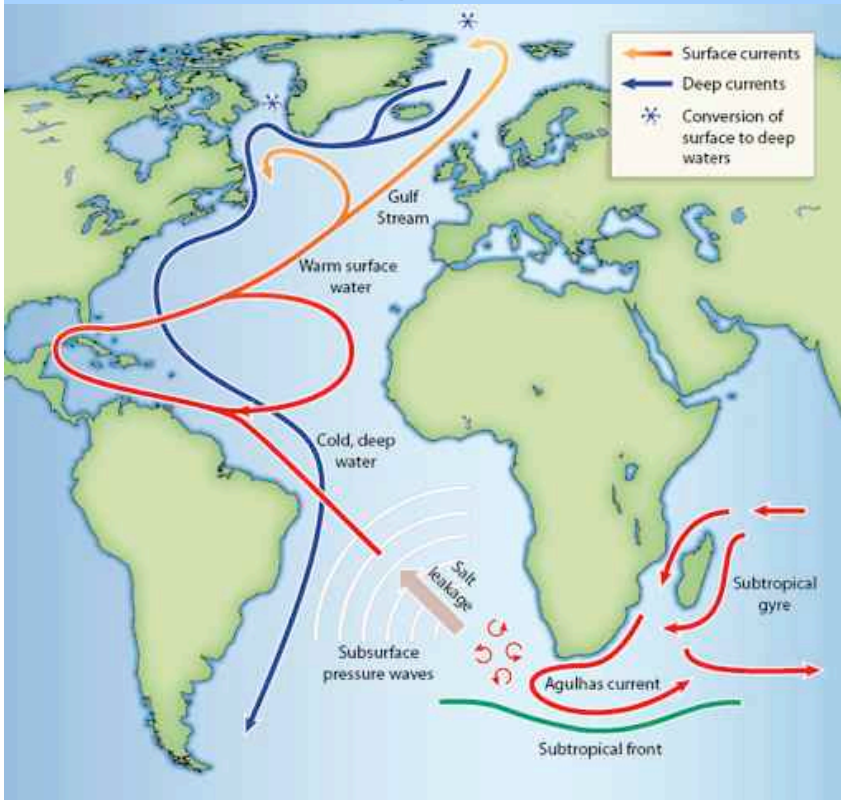 Surface currents
Deep currents
Conversion of
surface to deep
waters
Gulf
Stream
Warm surface
water
Cold, deep
water
Salt
leakage
Subtropical
gyre
Subsurface
pressure waves
Agulhas current
Subtropical front